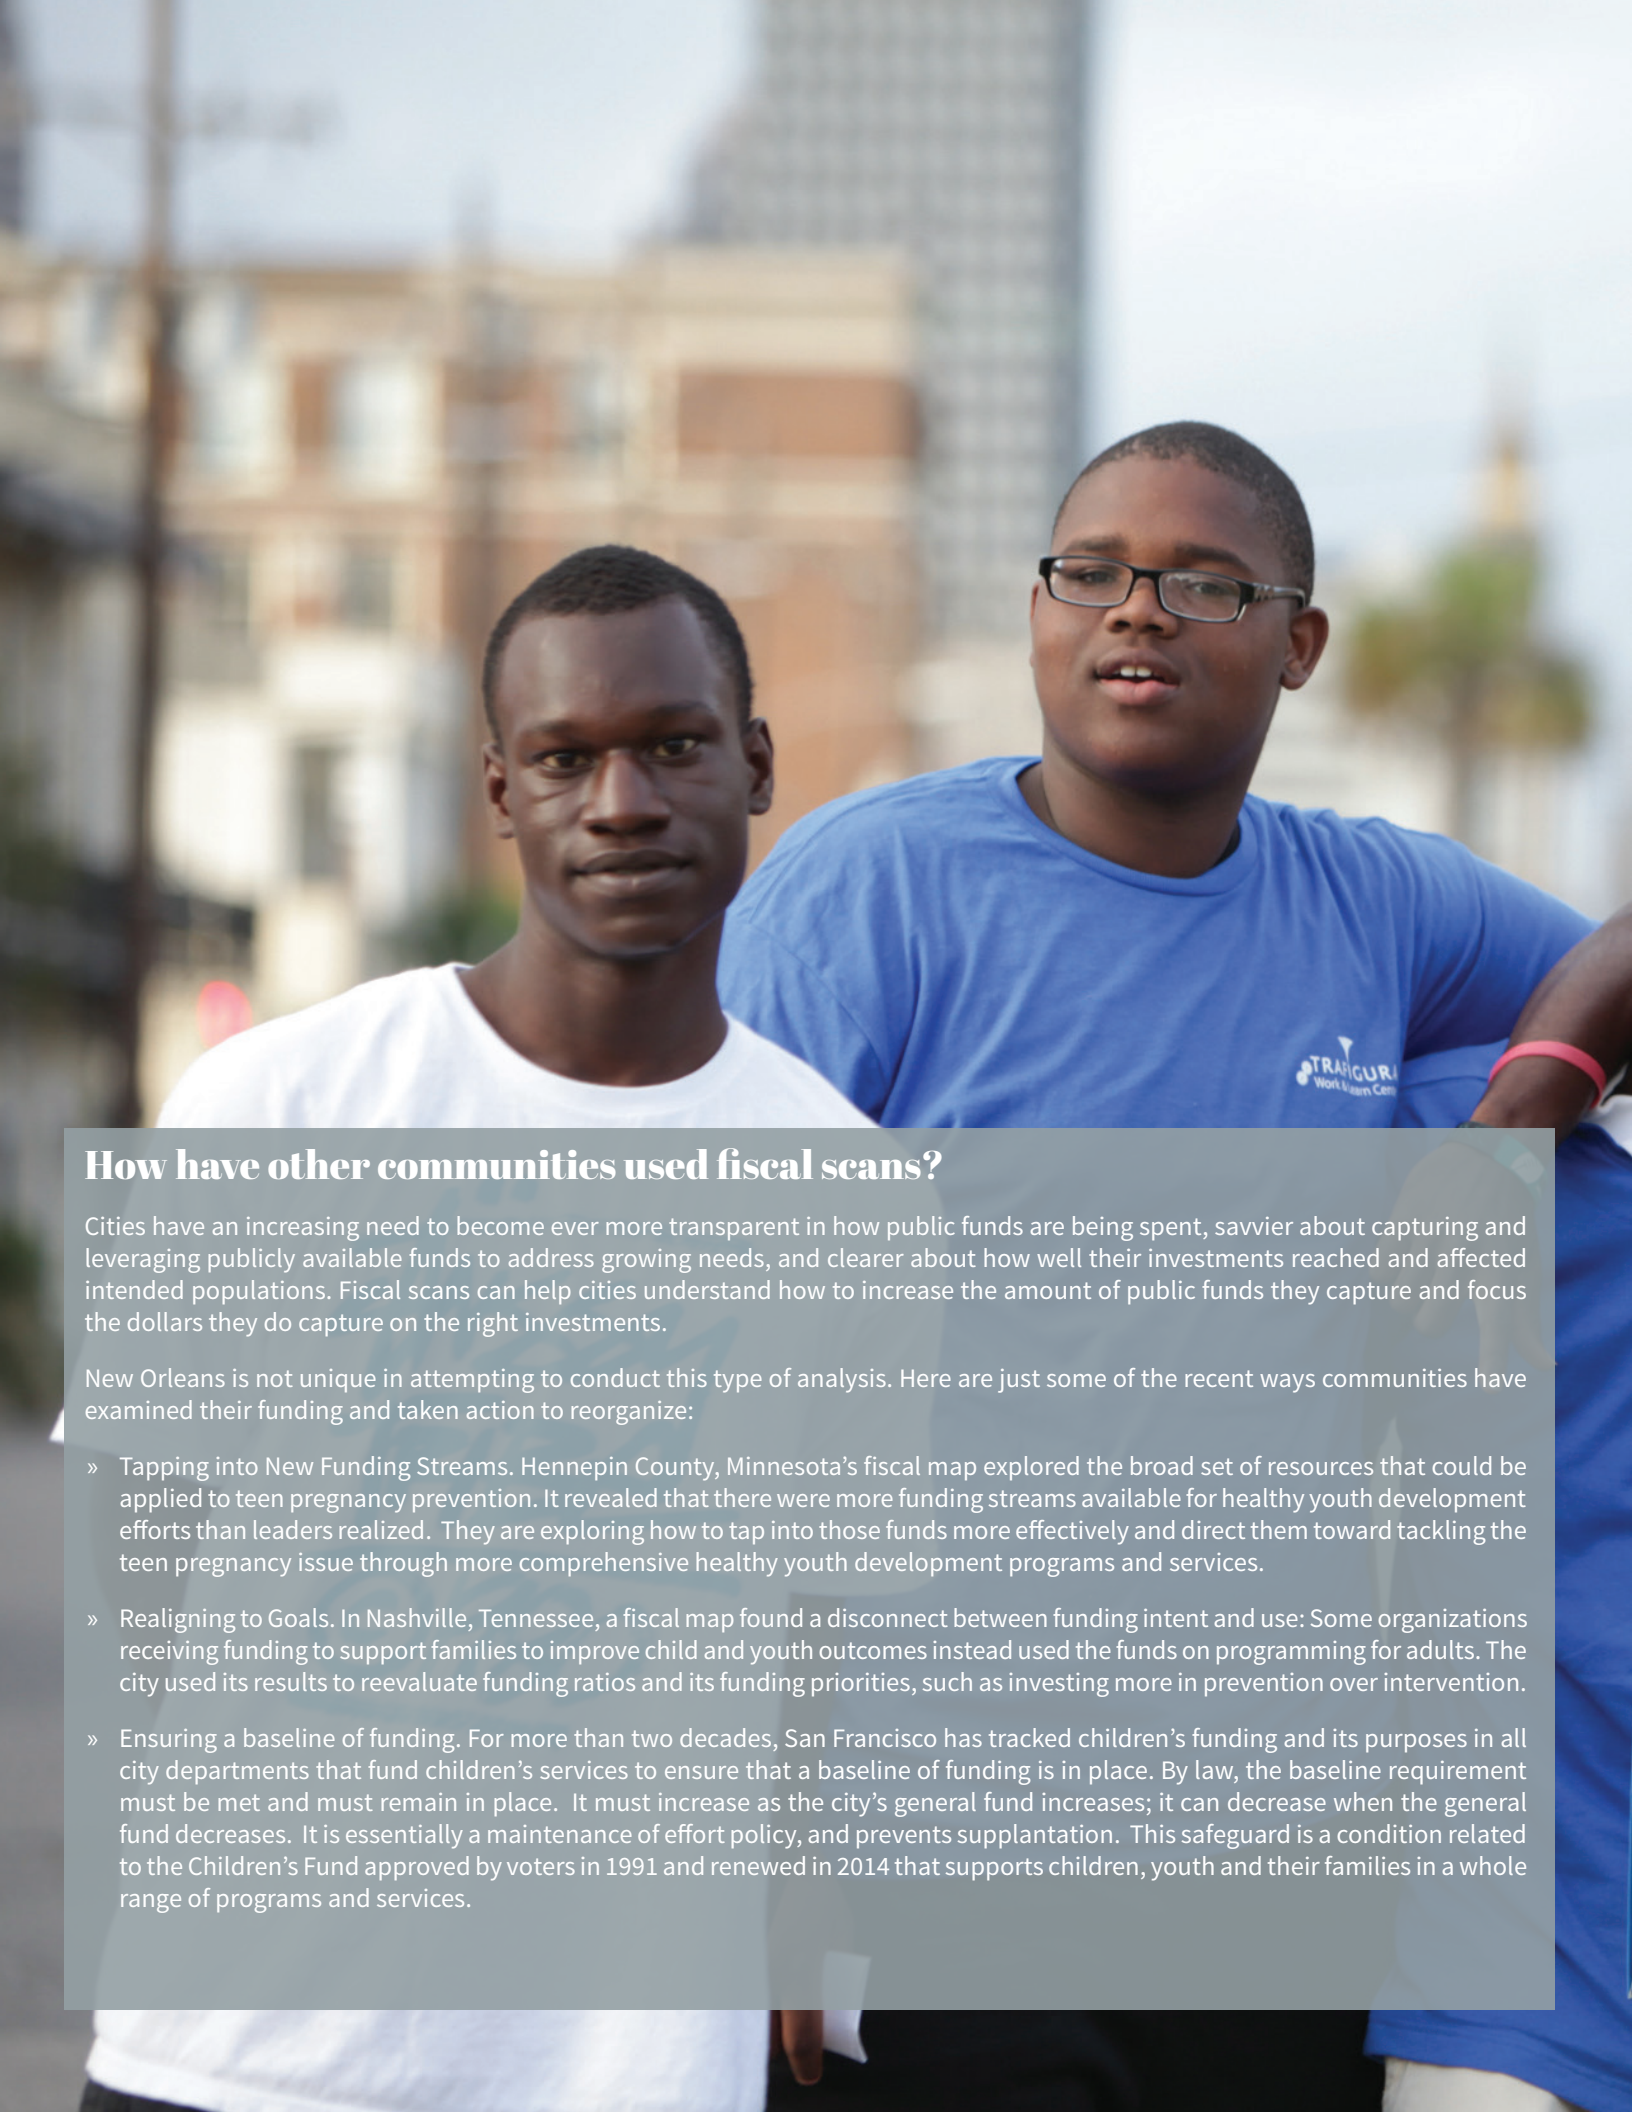 TRAFIGURA
Work & Learn Cen
How have other communities used fiscal scans?
Cities have an increasing need to become ever more transparent in how public funds are being spent, savvier about capturing and
leveraging publicly available funds to address growing needs, and clearer about how well their investments reached and affected
intended populations. Fiscal scans can help cities understand how to increase the amount of public funds they capture and focus
the dollars they do capture on the right investments.
New Orleans is not unique in attempting to conduct this type of analysis. Here are just some of the recent ways communities have
examined their funding and taken action to reorganize:
» Tapping into New Funding Streams. Hennepin County, Minnesota’s fiscal map explored the broad set of resources that could be
applied to teen pregnancy prevention. It revealed that there were more funding streams available for healthy youth development
efforts than leaders realized.  They are exploring how to tap into those funds more effectively and direct them toward tackling the
teen pregnancy issue through more comprehensive healthy youth development programs and services.
» Realigning to Goals. In Nashville, Tennessee, a fiscal map found a disconnect between funding intent and use: Some organizations
receiving funding to support families to improve child and youth outcomes instead used the funds on programming for adults. The
city used its results to reevaluate funding ratios and its funding priorities, such as investing more in prevention over intervention.
» Ensuring a baseline of funding. For more than two decades, San Francisco has tracked children’s funding and its purposes in all
city departments that fund children’s services to ensure that a baseline of funding is in place. By law, the baseline requirement
must be met and must remain in place.  It must increase as the city’s general fund increases; it can decrease when the general
fund decreases.  It is essentially a maintenance of effort policy, and prevents supplantation.  This safeguard is a condition related
to the Children’s Fund approved by voters in 1991 and renewed in 2014 that supports children, youth and their families in a whole
range of programs and services.